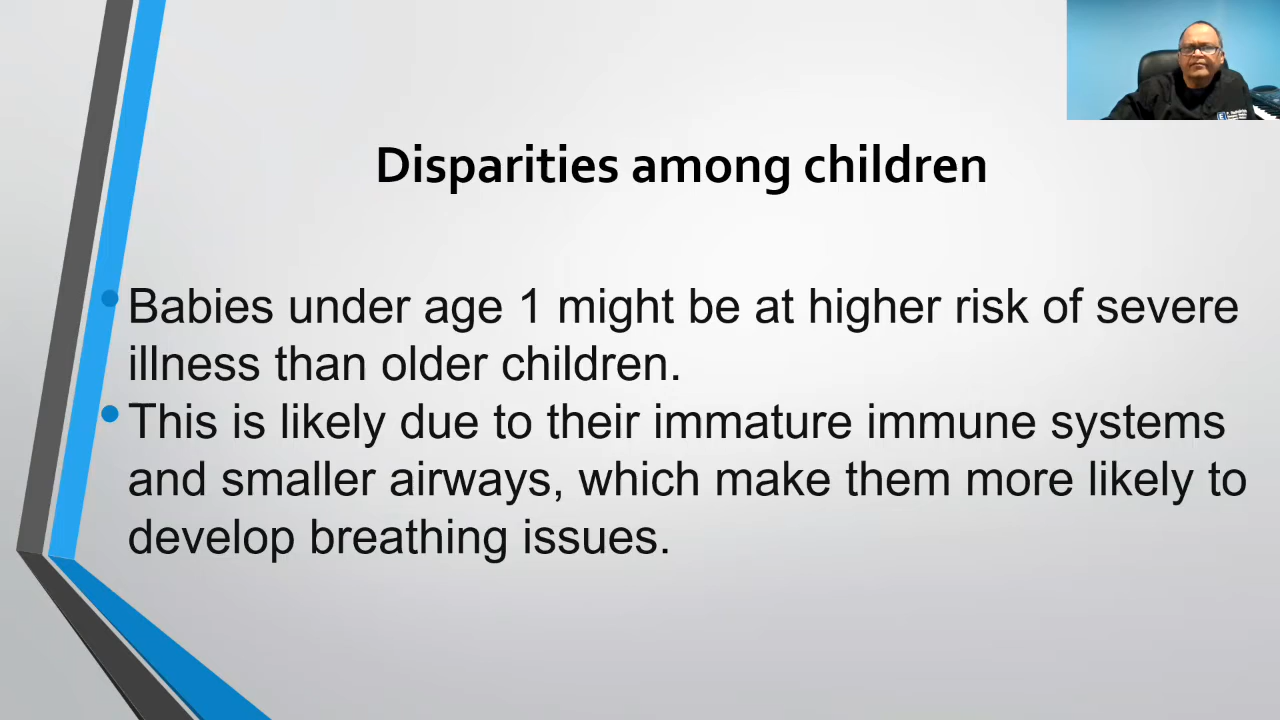 Disparities among children
Babies under age 1 might be at higher risk of severe
illness than older children.
This is likely due to their immature immune systems
and smaller airways, which make them more likely to
develop breathing issues.